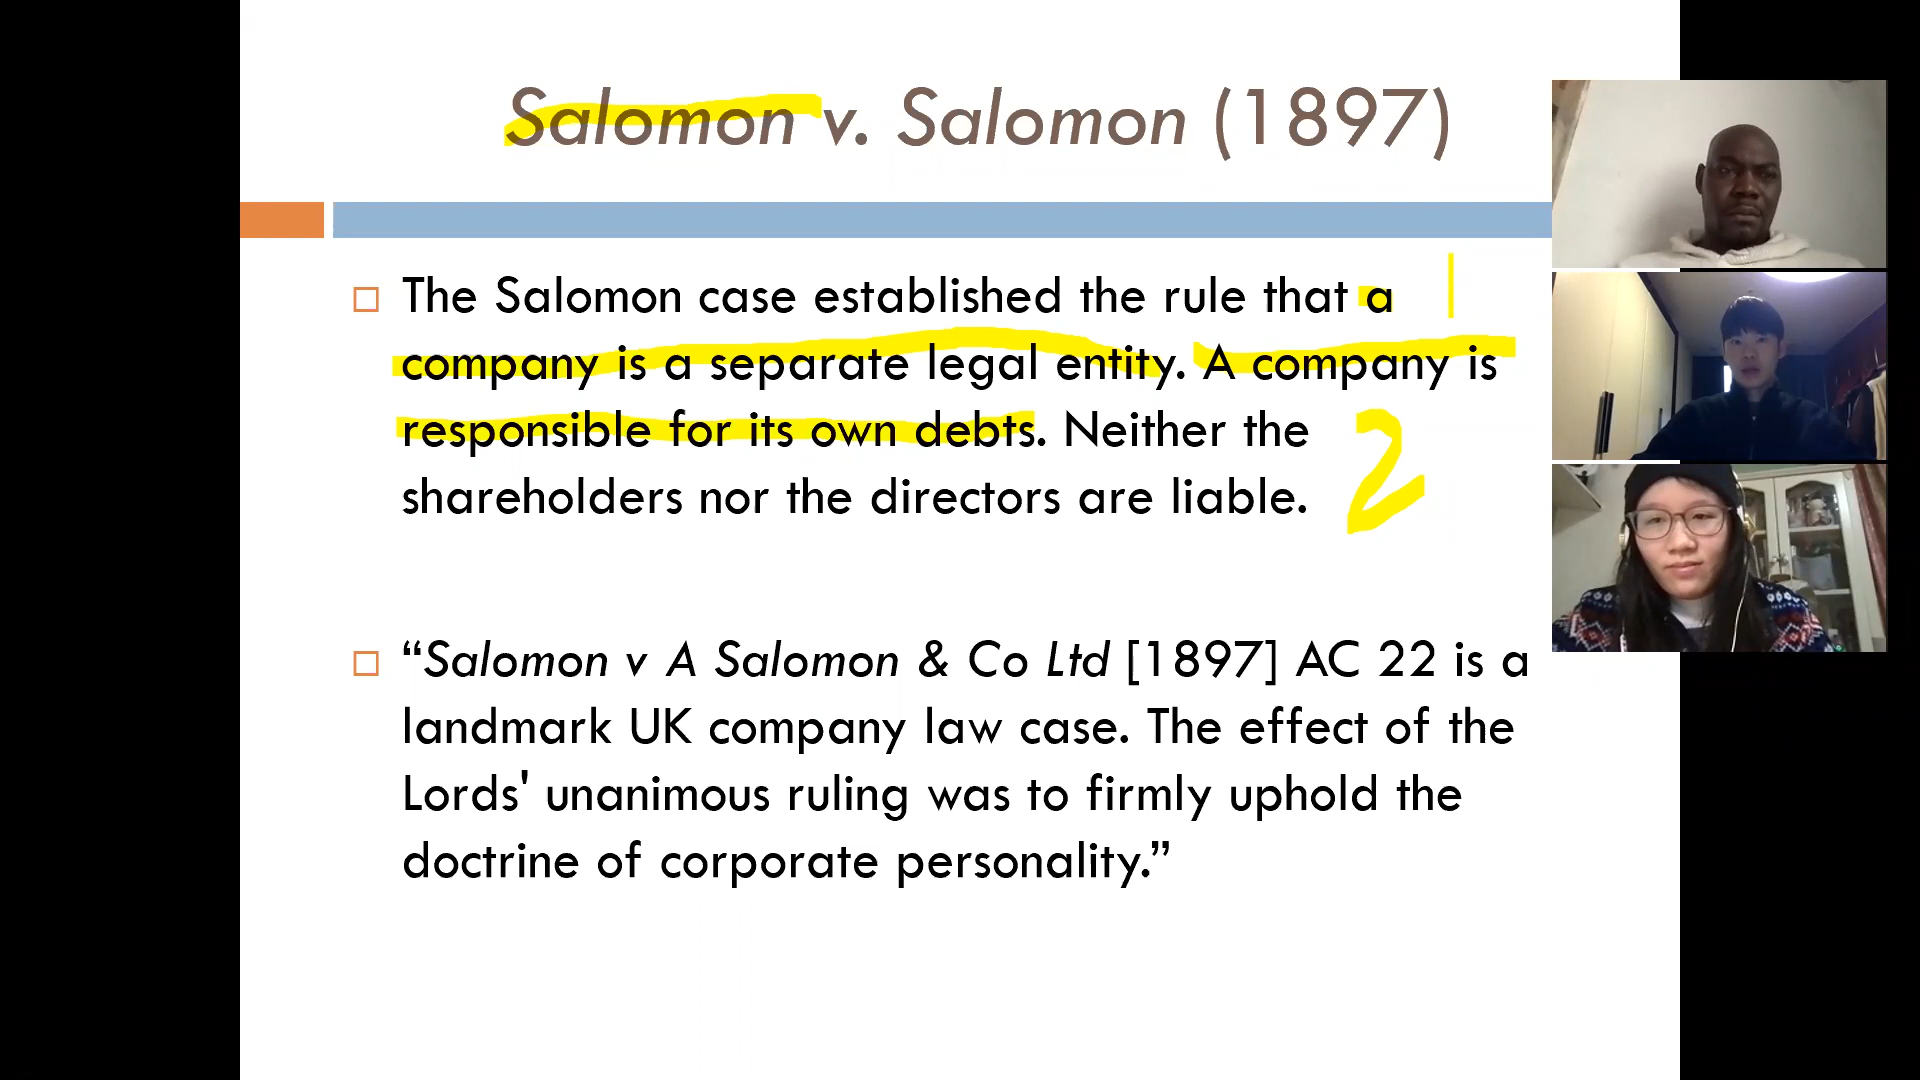 Salomon v. Salomon (1897)
The Salomon case established the rule that a
company is a separate legal entity. A company is
responsible for its own debts. Neither the
shareholders nor the directors are liable.
1
2
“Salomon v A Salomon & Co Ltd [1897] AC 22 is a
landmark UK company law case. The effect of the
Lords' unanimous ruling was to firmly uphold the
doctrine of corporate personality.”